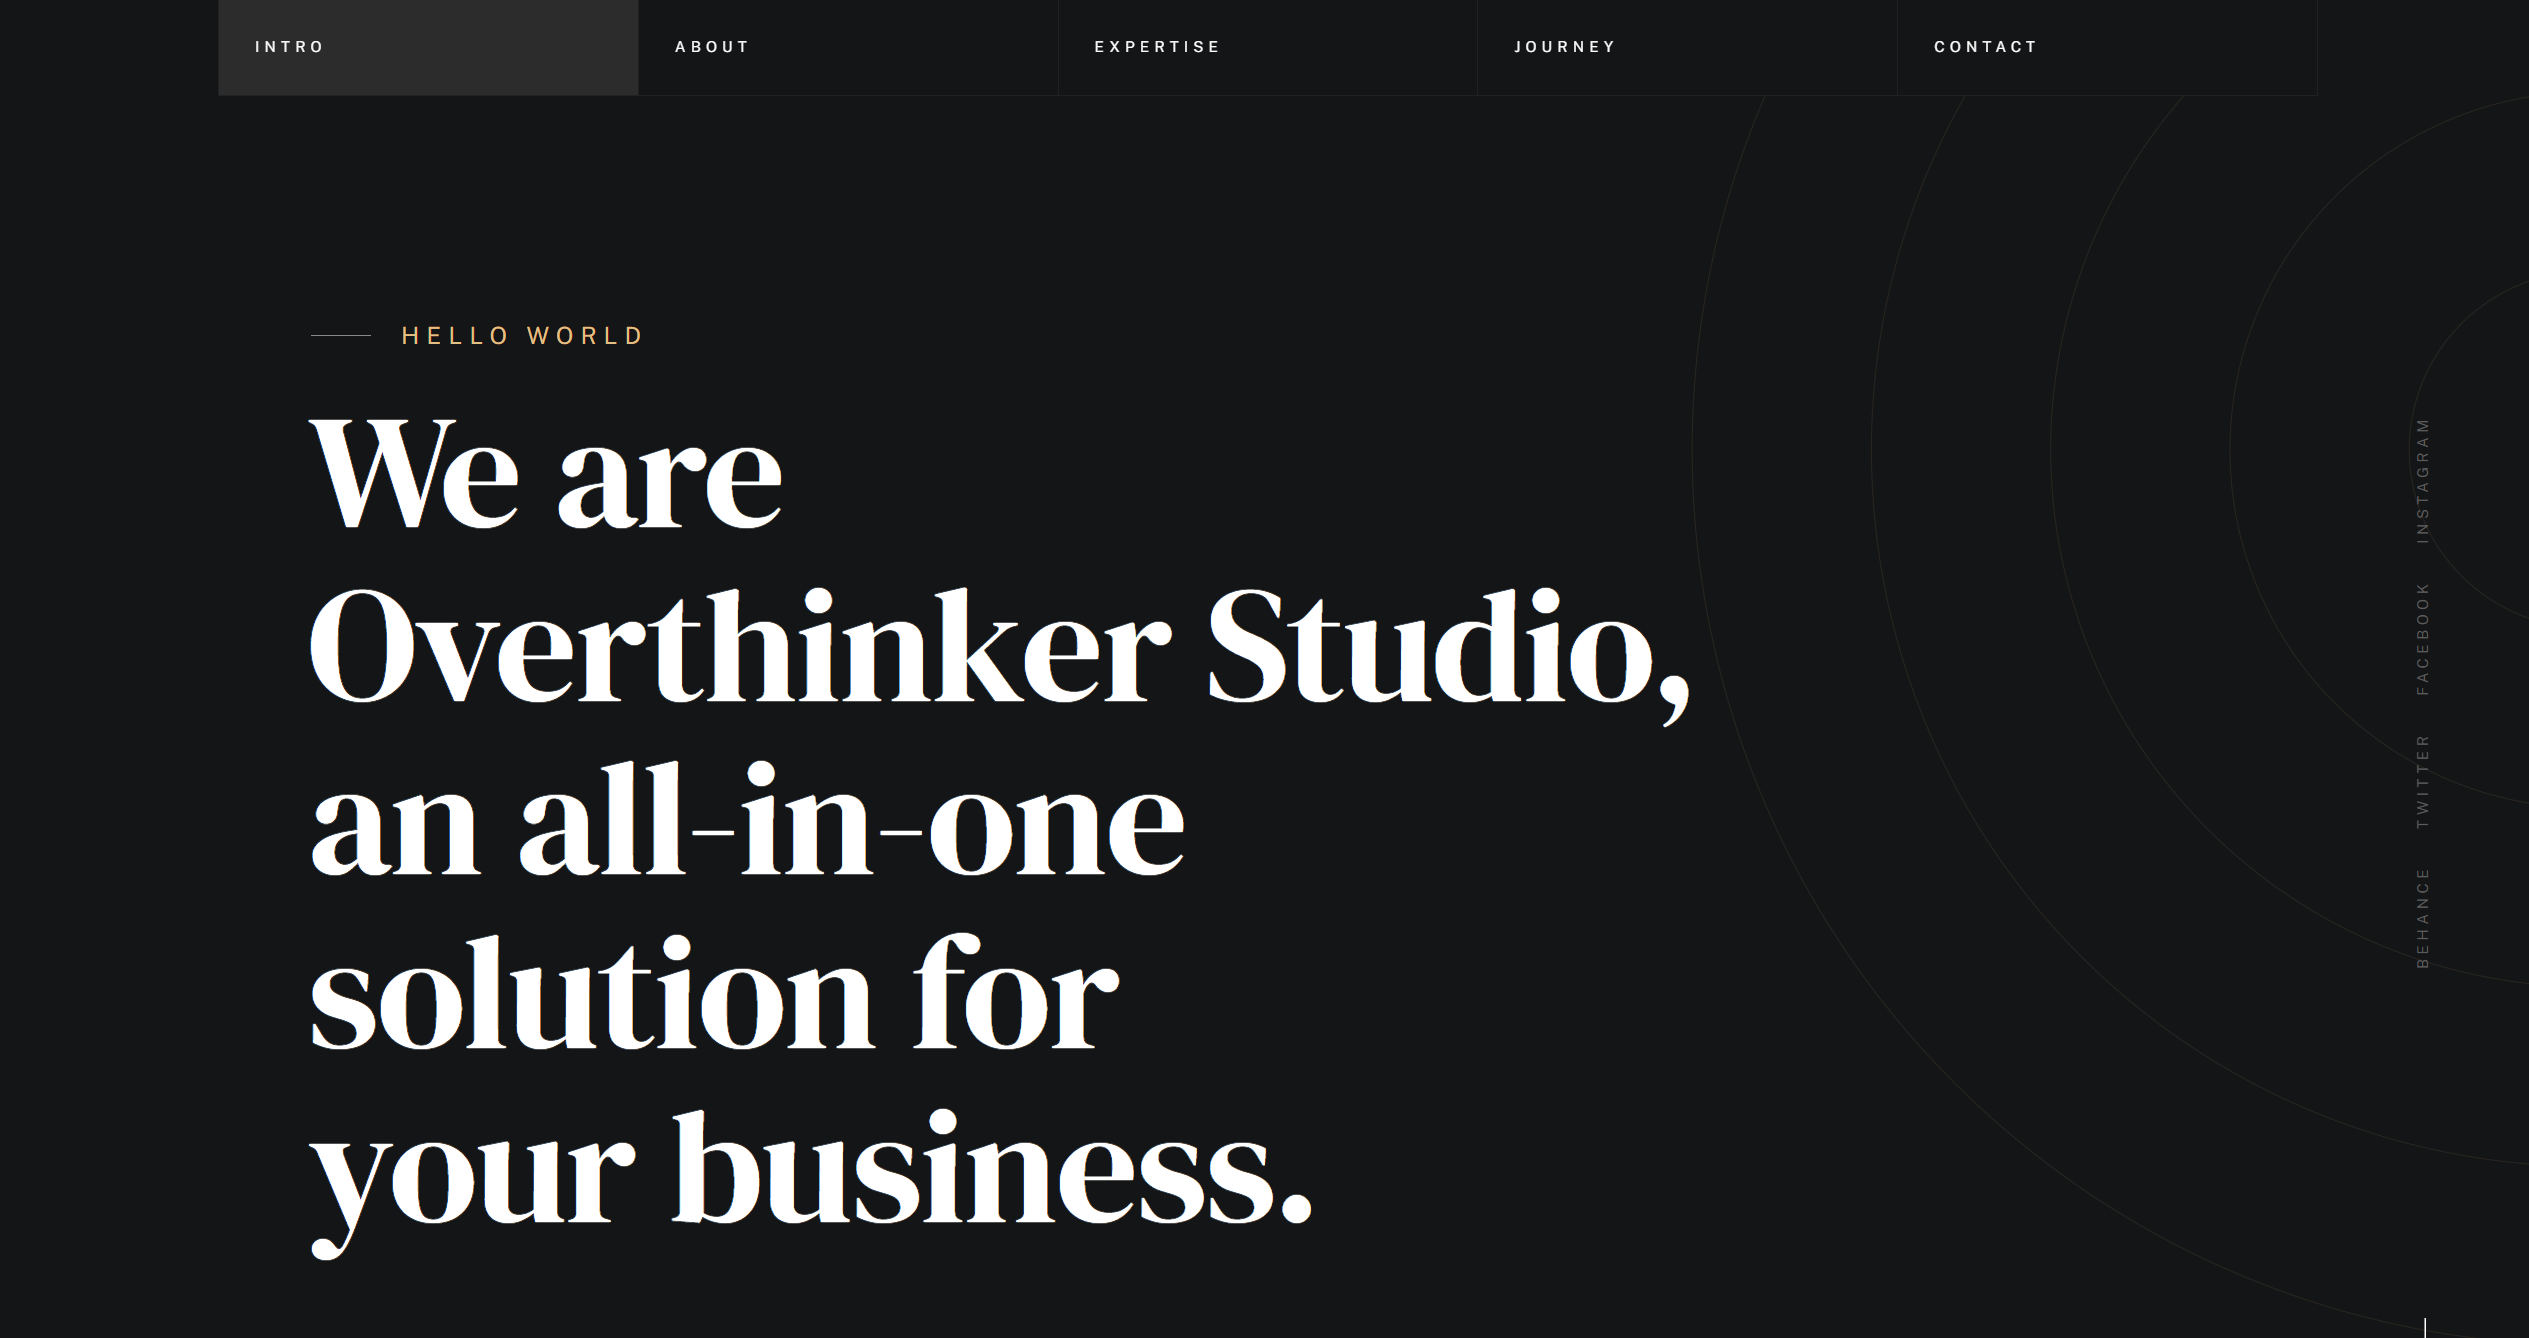 INTRO
ABOUT
EXPERTISE
JOURNEY
CONTACT
HELLO WORLD
We are
Overthinker Studio,
an all-in-one
solution for
your business.
INSTAGRAM
FACEBOOK
TWITTER
BEHANCE